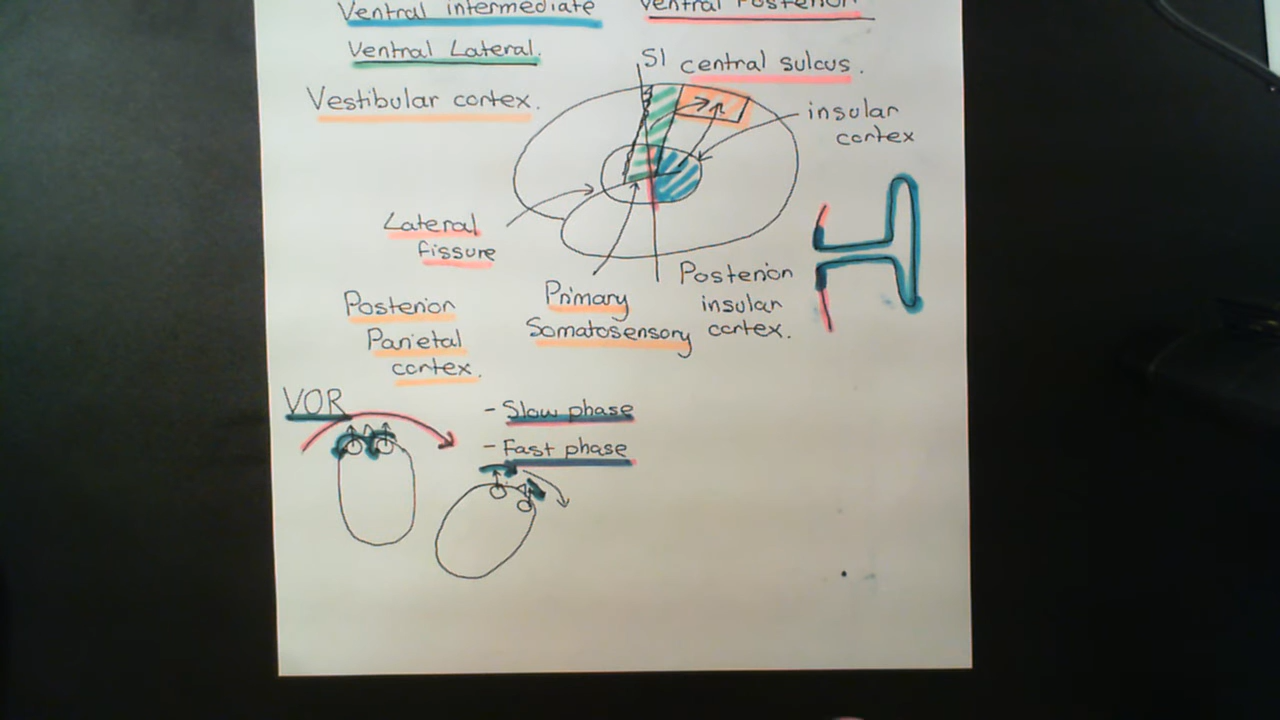 Ventral intermediate
Ventral Posterior
Ventral Lateral.
S1 central sulcus.
Vestibular cortex.
insular
cortex
Lateral
fissure
Posterior
Parietal
cortex.
Primary
Somatosensory
Posterior
insular
cortex.
VOR
- Slow phase
- Fast phase